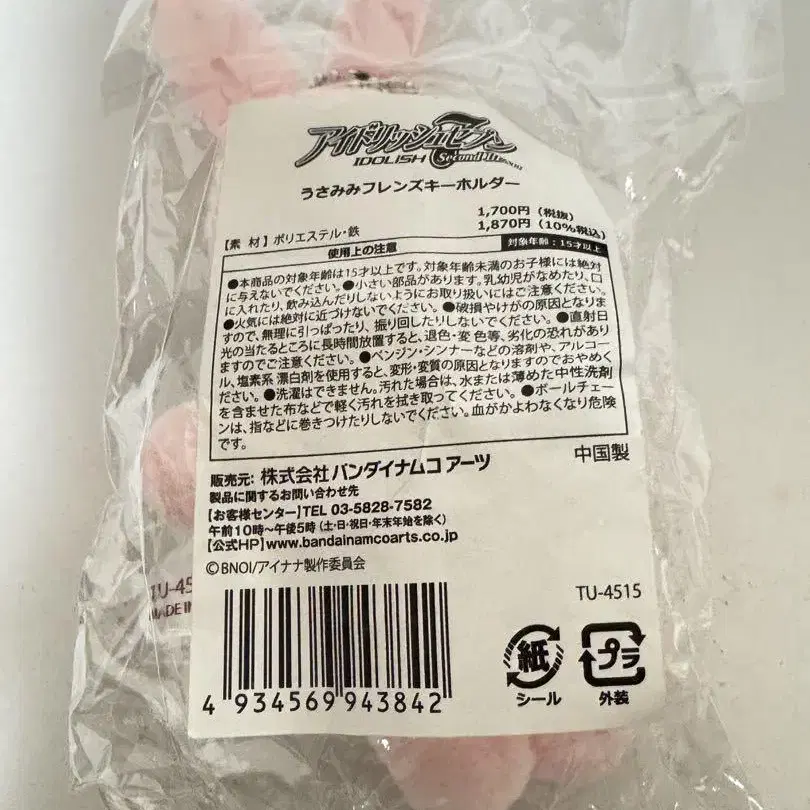 アイドリッシュセブン
IDOLISH Second
うさみみフレンズキーホルダー
1,700円(税抜)
【素 材】ポリエステル・鉄
1,870円(10%税込)
使用上の注意
対象年齢:15才以上
●本商品の対象年齢は15才以上です。対象年齢未満のお子様には絶対
に与えないでください。●小さい部品があります。乳幼児がなめたり、口
に入れたり、飲み込んだりしないようにお取り扱いにはご注意ください。
●火気には絶対に近づけないでください。●破損やけがの原因となりま
すので、無理に引っぱったり、振り回したりしないでください。●直射日
光の当たるところに長時間放置すると、退色・変色等、劣化の恐れがあり
ますのでご注意ください。●ベンジン・シンナーなどの溶剤や、アルコー
ル、塩素系漂白剤を使用すると、変形・変質の原因となりますのでおやめく
ださい。●洗濯はできません。汚れた場合は、水または薄めた中性洗剤
を含ませた布などで軽く汚れを拭き取ってください。●ボールチェー
ンは、指などに巻きつけたりしないでください。血がかよわなくなり危険
です。
中国製
販売元: 株式会社 バンダイナムコ アーツ
製品に関するお問い合わせ先
【お客様センター】TEL 03-5828-7582
午前10時~午後5時(土・日・祝日・年末年始を除く)
【公式HP】www.bandainamcoarts.co.jp
©BNOI/アイナナ製作委員会
TU-4515
MADE IN
4 934569 943842
紙
シール
プラ
外装